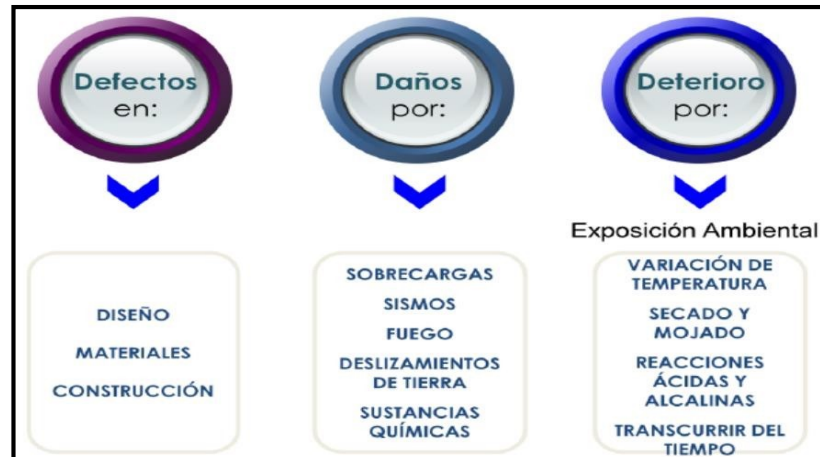 Defectos
en:
DISEÑO
MATERIALES
CONSTRUCCIÓN
Daños
por:
SOBRECARGAS
SISMOS
FUEGO
DESLIZAMIENTOS
DE TIERRA
SUSTANCIAS
QUÍMICAS
Deterioro
por:
Exposición Ambiental
VARIACIÓN DE
TEMPERATURA
SECADO Y
MOJADO
REACCIONES
ÁCIDAS Y
ALCALINAS
TRANSCURRIR DEL
TIEMPO